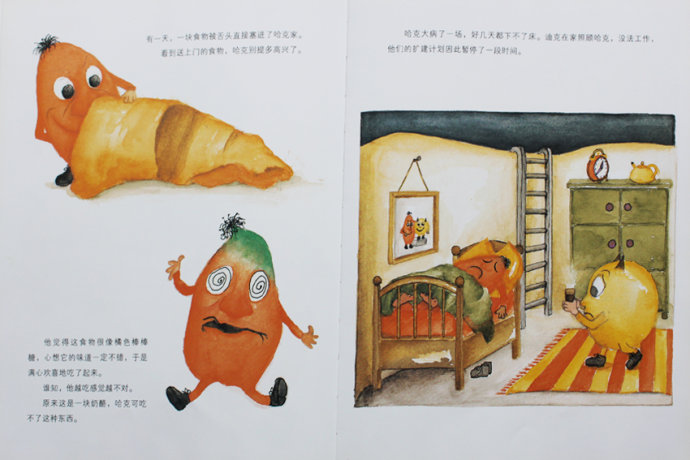 有一天，一块食物被舌头直接塞进了哈克家。
看到送上门的食物，哈克别提多高兴了。
他觉得这食物很像橘色棒棒
糖，心想它的味道一定不错，于是
满心欢喜地吃了起来。
谁知，他越吃感觉越不对。
原来这是一块奶酪，哈克可吃
不了这种东西。
哈克大病了一场，好几天都下不了床。迪克在家照顾哈克，没法工作，
他们的扩建计划因此暂停了一段时间。